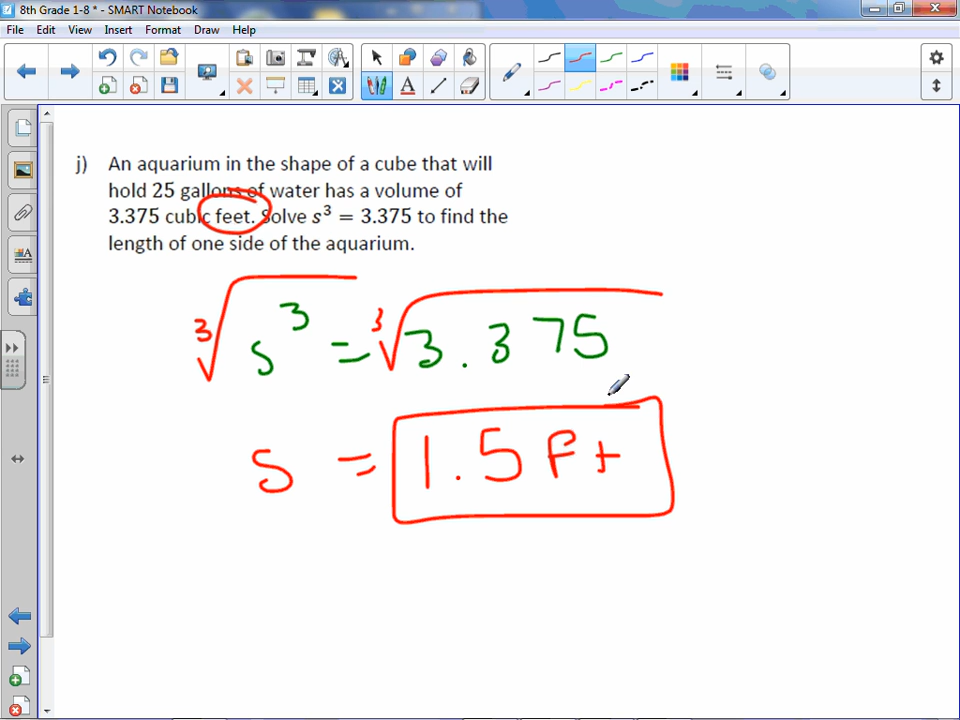 8th Grade 1-8 * - SMART Notebook
File Edit View Insert Format Draw Help
j) An aquarium in the shape of a cube that will
hold 25 gallons of water has a volume of
3.375 cubic feet. Solve s³ = 3.375 to find the
length of one side of the aquarium.
∛s³ = ∛3.375
s = 1.5 ft